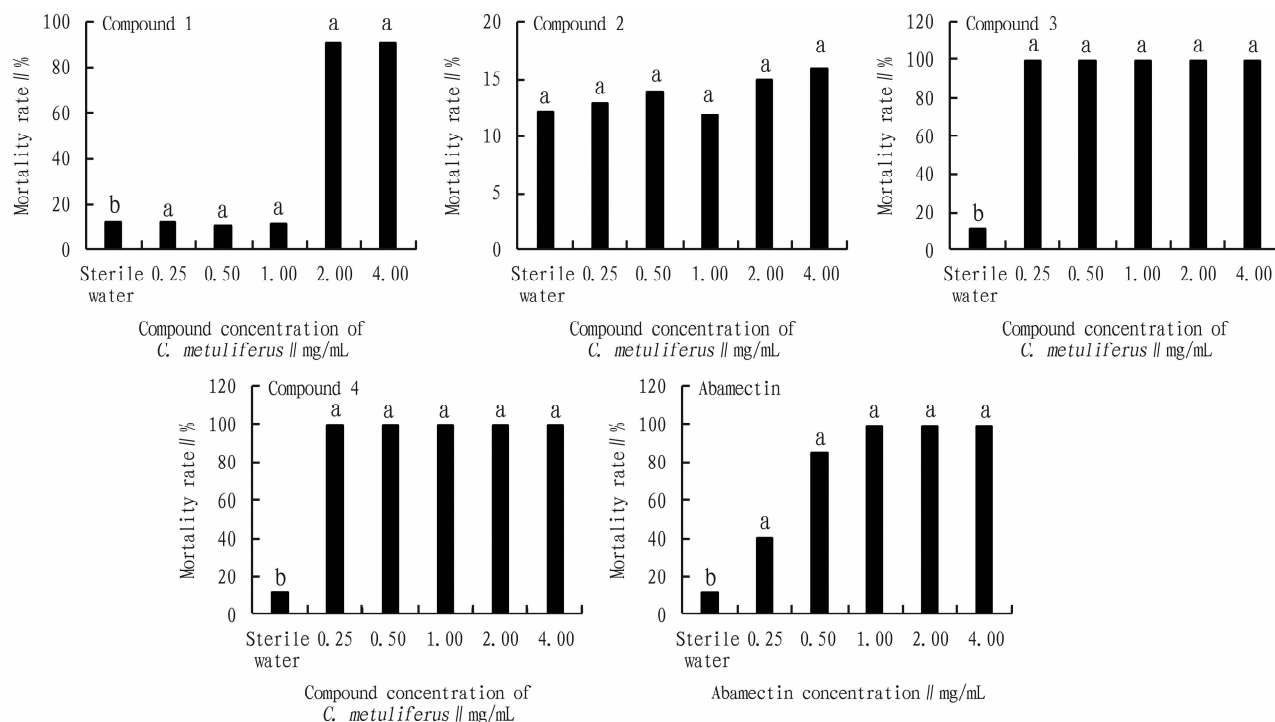 Compound 1
Mortality rate‖%
100
80
60
40
20
0
b a a a a a
Sterile water 0.25 0.50 1.00 2.00 4.00
Compound concentration of
C. metuliferus‖mg/mL
Compound 2
Mortality rate‖%
20
15
10
5
0
a a a a a a
Sterile water 0.25 0.50 1.00 2.00 4.00
Compound concentration of
C. metuliferus‖mg/mL
Compound 3
Mortality rate‖%
120
100
80
60
40
20
0
b a a a a a
Sterile water 0.25 0.50 1.00 2.00 4.00
Compound concentration of
C. metuliferus‖mg/mL
Compound 4
Mortality rate‖%
120
100
80
60
40
20
0
b a a a a a
Sterile water 0.25 0.50 1.00 2.00 4.00
Compound concentration of
C. metuliferus‖mg/mL
Abamectin
Mortality rate‖%
120
100
80
60
40
20
0
b a a a a a
Sterile water 0.25 0.50 1.00 2.00 4.00
Abamectin concentration‖mg/mL